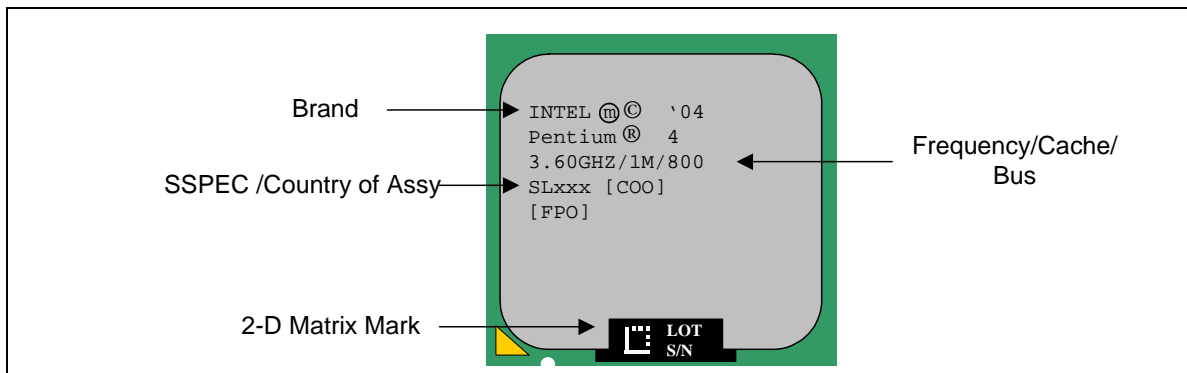 Brand
INTEL ⓜ© `04
Pentium ® 4
3.60GHZ/1M/800
Frequency/Cache/
Bus
SSPEC /Country of Assy
SLxxx [COO]
[FPO]
2-D Matrix Mark
LOT
S/N